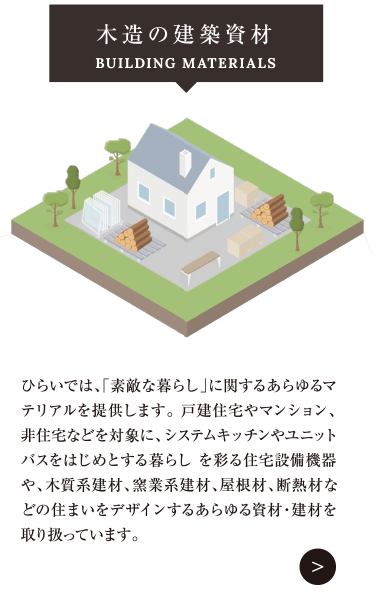 木造の建築資材
BUILDING MATERIALS
ひらいでは、「素敵な暮らし」に関するあらゆるマ
テリアルを提供します。戸建住宅やマンション、
非住宅などを対象に、システムキッチンやユニット
バスをはじめとする暮らし を彩る住宅設備機器
や、木質系建材、窯業系建材、屋根材、断熱材な
どの住まいをデザインするあらゆる資材・建材を
取り扱っています。
>